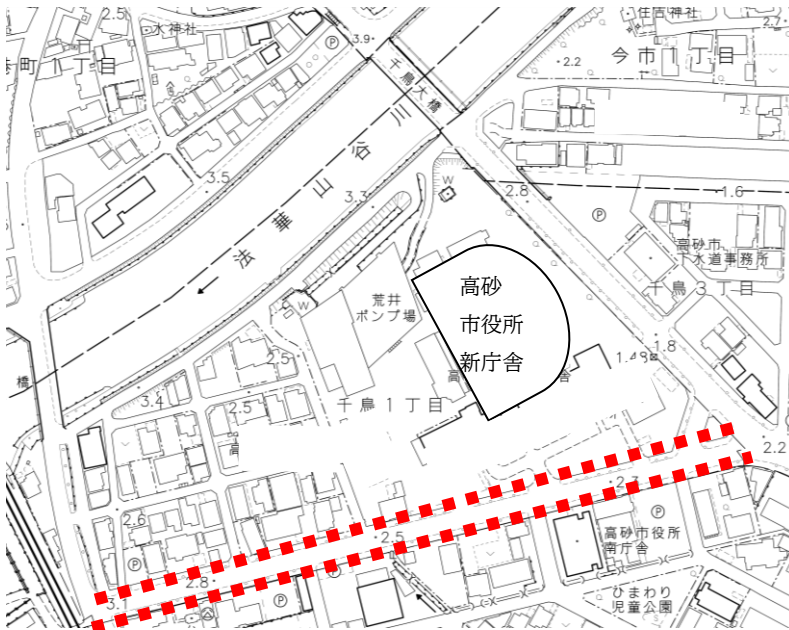 2.5
水神社
Ⓟ
3.9
住吉神社
2.7
港町1丁目
千鳥大橋
2.2
今市1丁目
法華山谷川
3.5
3.3
W
2.8
1.6
Ⓟ
高砂市
下水道事務所
千鳥3丁目
高砂
市役所
新庁舎
荒井
ポンプ場
W
1.8
橋
2.5
3.4
2.5
千鳥1丁目
高
舎
2.2
2.7
2.6
2.5
Ⓟ
高砂市役所
南庁舎
Ⓟ
2.8
3.1
Ⓟ
Ⓟ
ひまわり
児童公園